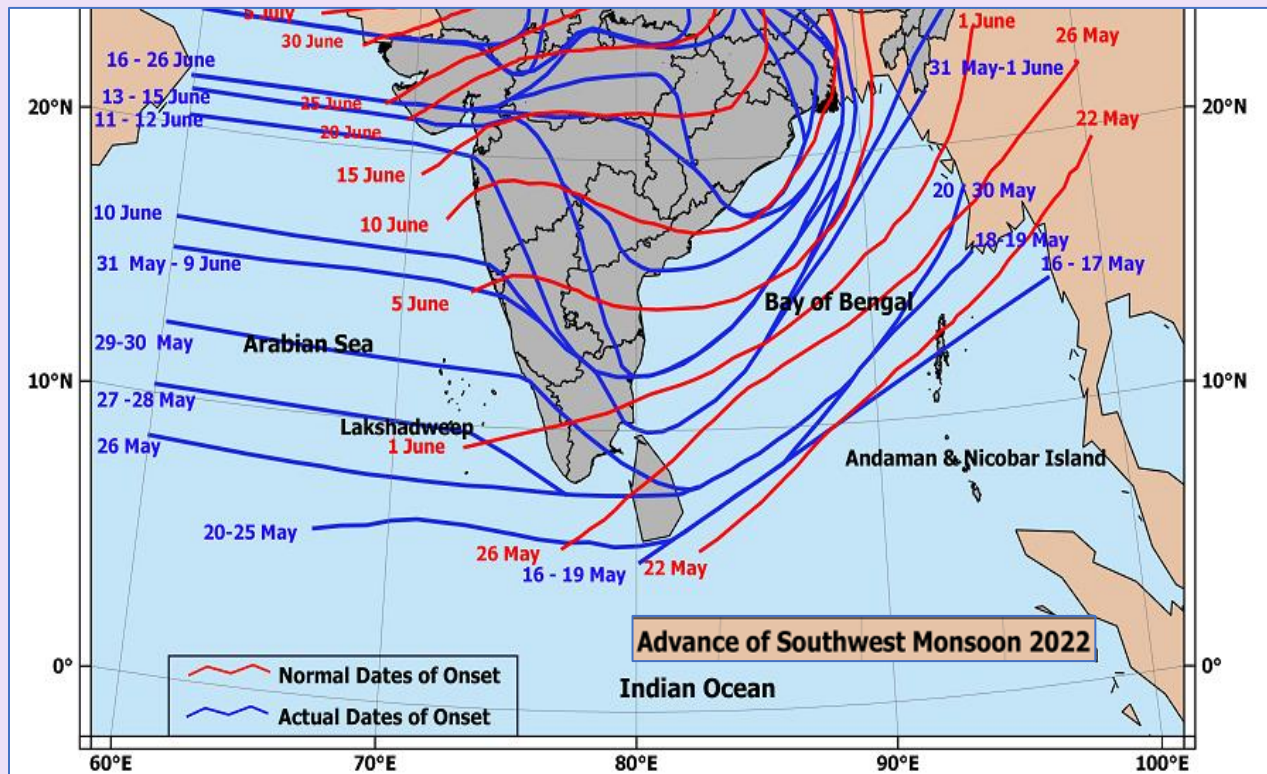 5 July
1 June
30 June
26 May
16 - 26 June
31 May-1 June
13 - 15 June
25 June
20°N
20°N
11 - 12 June
22 May
20 June
15 June
20 / 30 May
10 June
10 June
18-19 May
31 May - 9 June
16 - 17 May
5 June
Bay of Bengal
29-30 May
Arabian Sea
10°N
10°N
27 -28 May
Lakshadweep
26 May
1 June
Andaman & Nicobar Island
20-25 May
26 May
16 - 19 May
22 May
Advance of Southwest Monsoon 2022
0°
0°
Normal Dates of Onset
Indian Ocean
Actual Dates of Onset
60°E
70°E
80°E
90°E
100°E